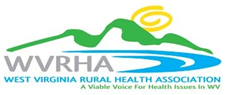 WVRHA
WEST VIRGINIA RURAL HEALTH ASSOCIATION
A Viable Voice For Health Issues In WV